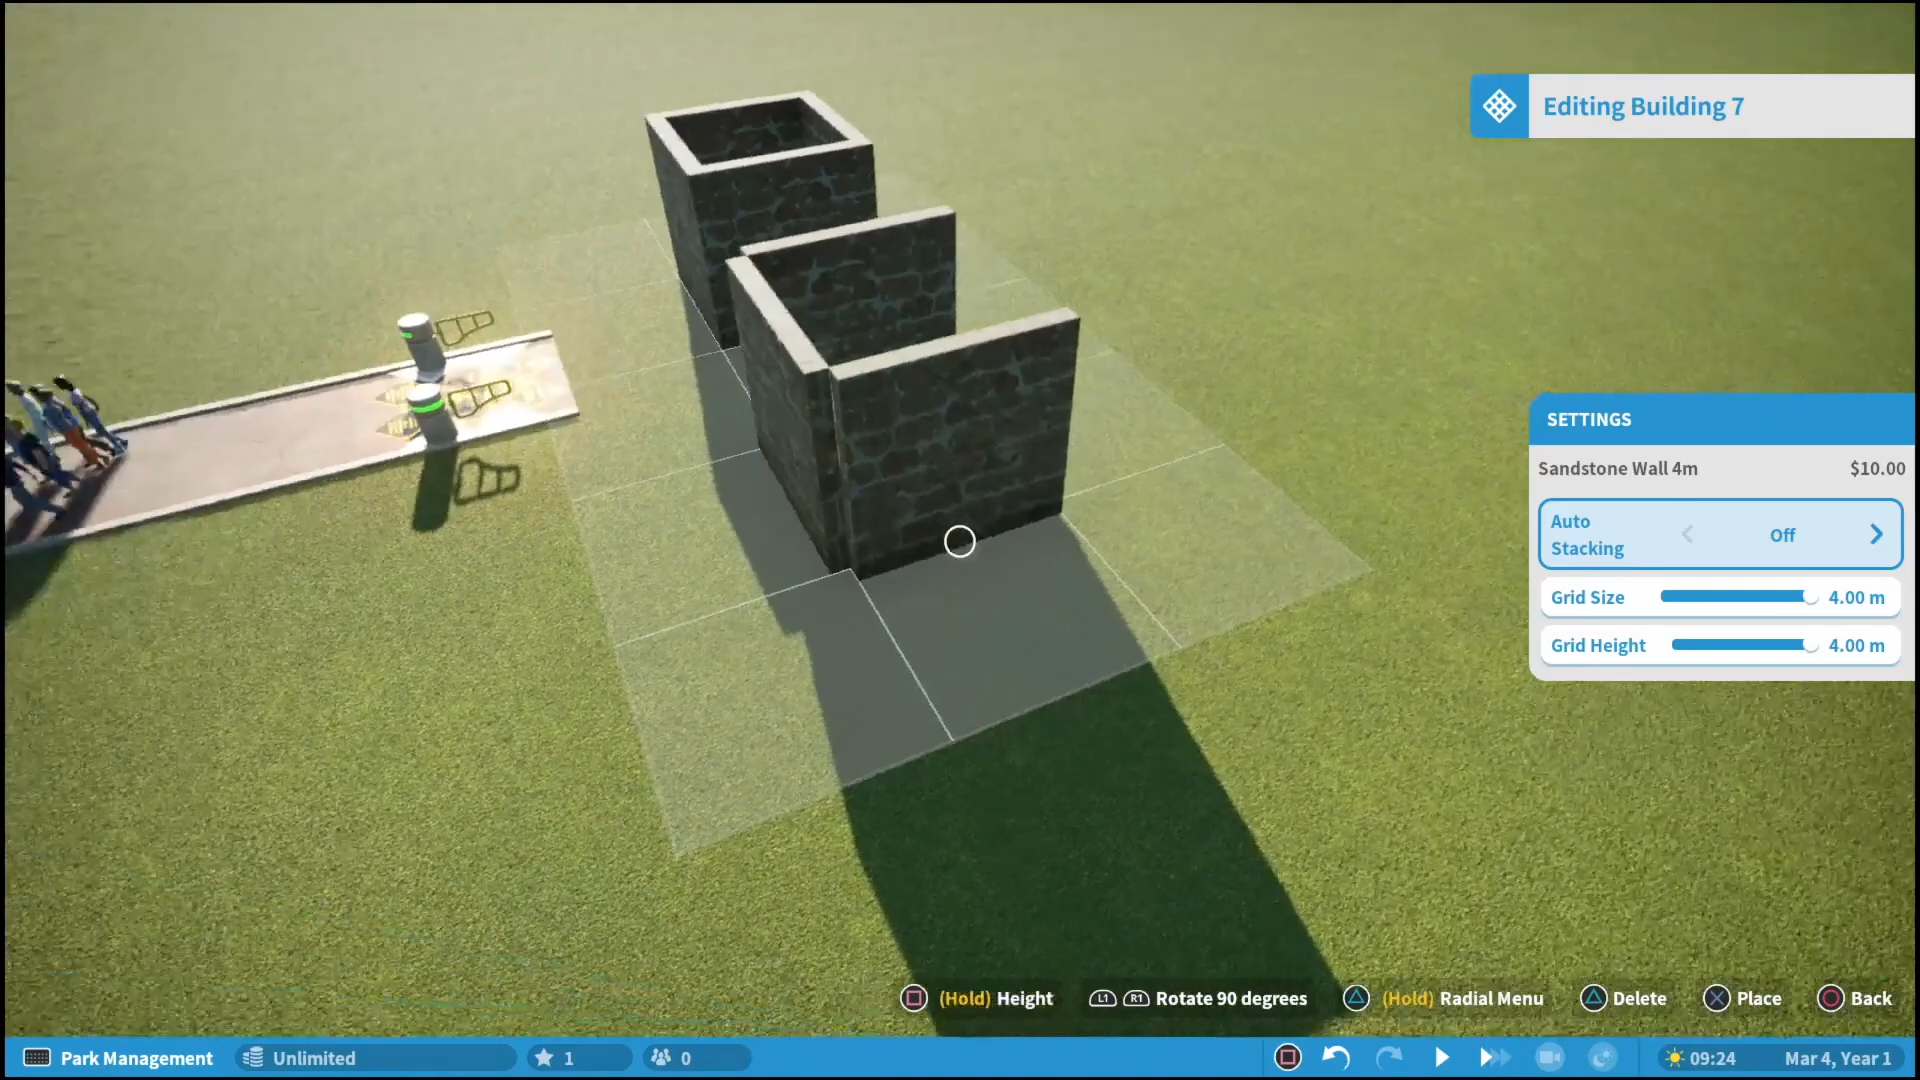 Editing Building 7
SETTINGS
Sandstone Wall 4m $10.00
Auto Stacking Off
Grid Size 4.00 m
Grid Height 4.00 m
(Hold) Height L1 R1 Rotate 90 degrees (Hold) Radial Menu Delete Place Back
Park Management Unlimited 1 0 09:24 Mar 4, Year 1